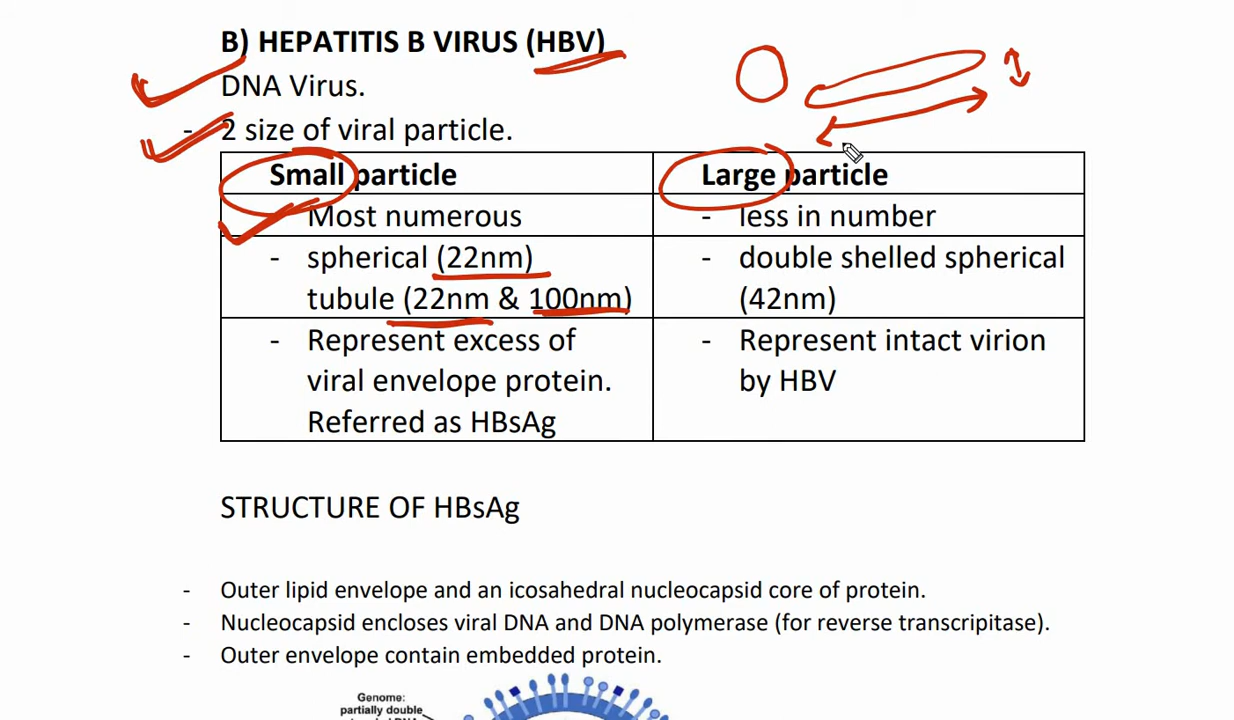 B) HEPATITIS B VIRUS (HBV)
DNA Virus.
- 2 size of viral particle.
Small particle
Large particle
Most numerous
- less in number
- spherical (22nm)
tubule (22nm & 100nm)
- double shelled spherical
(42nm)
- Represent excess of
viral envelope protein.
Referred as HBsAg
- Represent intact virion
by HBV
STRUCTURE OF HBsAg
- Outer lipid envelope and an icosahedral nucleocapsid core of protein.
- Nucleocapsid encloses viral DNA and DNA polymerase (for reverse transcripitase).
- Outer envelope contain embedded protein.
Genome:
partially double